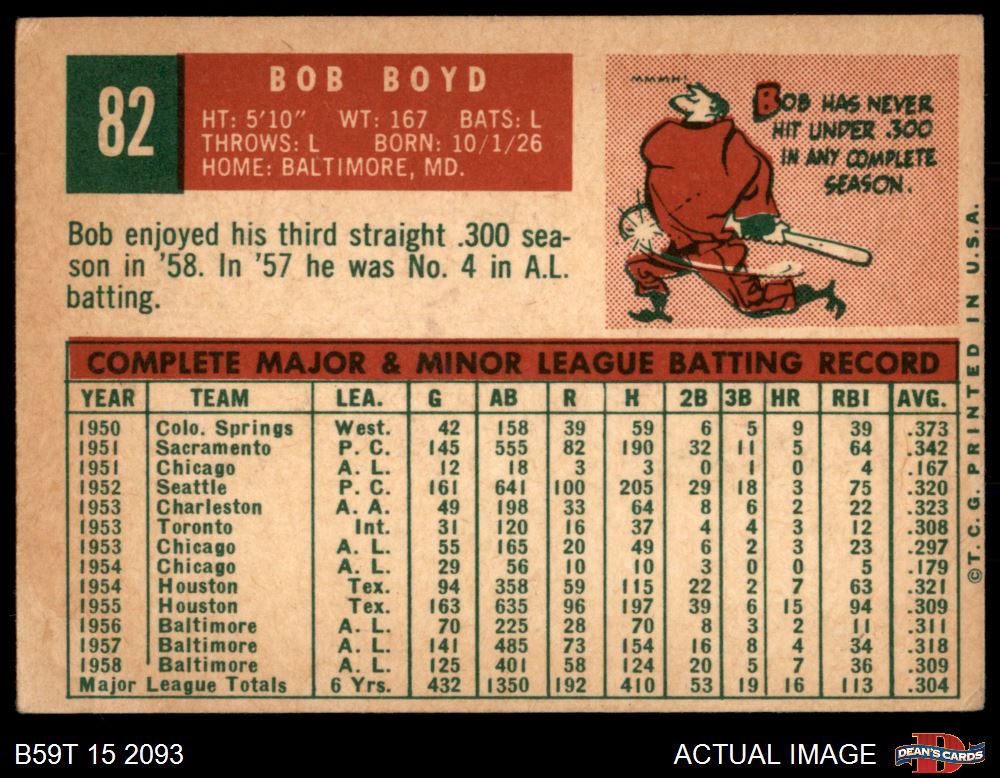 82
BOB BOYD
HT: 5'10" WT: 167 BATS: L
THROWS: L BORN: 10/1/26
HOME: BALTIMORE, MD.
MMMH!
BOB HAS NEVER
HIT UNDER .300
IN ANY COMPLETE
SEASON.
Bob enjoyed his third straight .300 sea-
son in '58. In '57 he was No. 4 in A.L.
batting.
COMPLETE MAJOR & MINOR LEAGUE BATTING RECORD
YEAR TEAM LEA. G AB R H 2B 3B HR RBI AVG.
1950 Colo. Springs West. 42 158 39 59 6 5 9 39 .373
1951 Sacramento P. C. 145 555 82 190 32 11 5 64 .342
1951 Chicago A. L. 12 18 3 3 0 1 0 4 .167
1952 Seattle P. C. 161 641 100 205 29 18 3 75 .320
1953 Charleston A. A. 49 198 33 64 8 6 2 22 .323
1953 Toronto Int. 31 120 16 37 4 4 3 12 .308
1953 Chicago A. L. 55 165 20 49 6 2 3 23 .297
1954 Chicago A. L. 29 56 10 10 3 0 0 5 .179
1954 Houston Tex. 94 358 59 115 22 2 7 63 .321
1955 Houston Tex. 163 635 96 197 39 6 15 94 .309
1956 Baltimore A. L. 70 225 28 70 8 3 2 11 .311
1957 Baltimore A. L. 141 485 73 154 16 8 4 34 .318
1958 Baltimore A. L. 125 401 58 124 20 5 7 36 .309
Major League Totals 6 Yrs. 432 1350 192 410 53 19 16 113 .304
©T. C. G. PRINTED IN U.S.A.
B59T 15 2093
ACTUAL IMAGE
DEAN'S CARDS